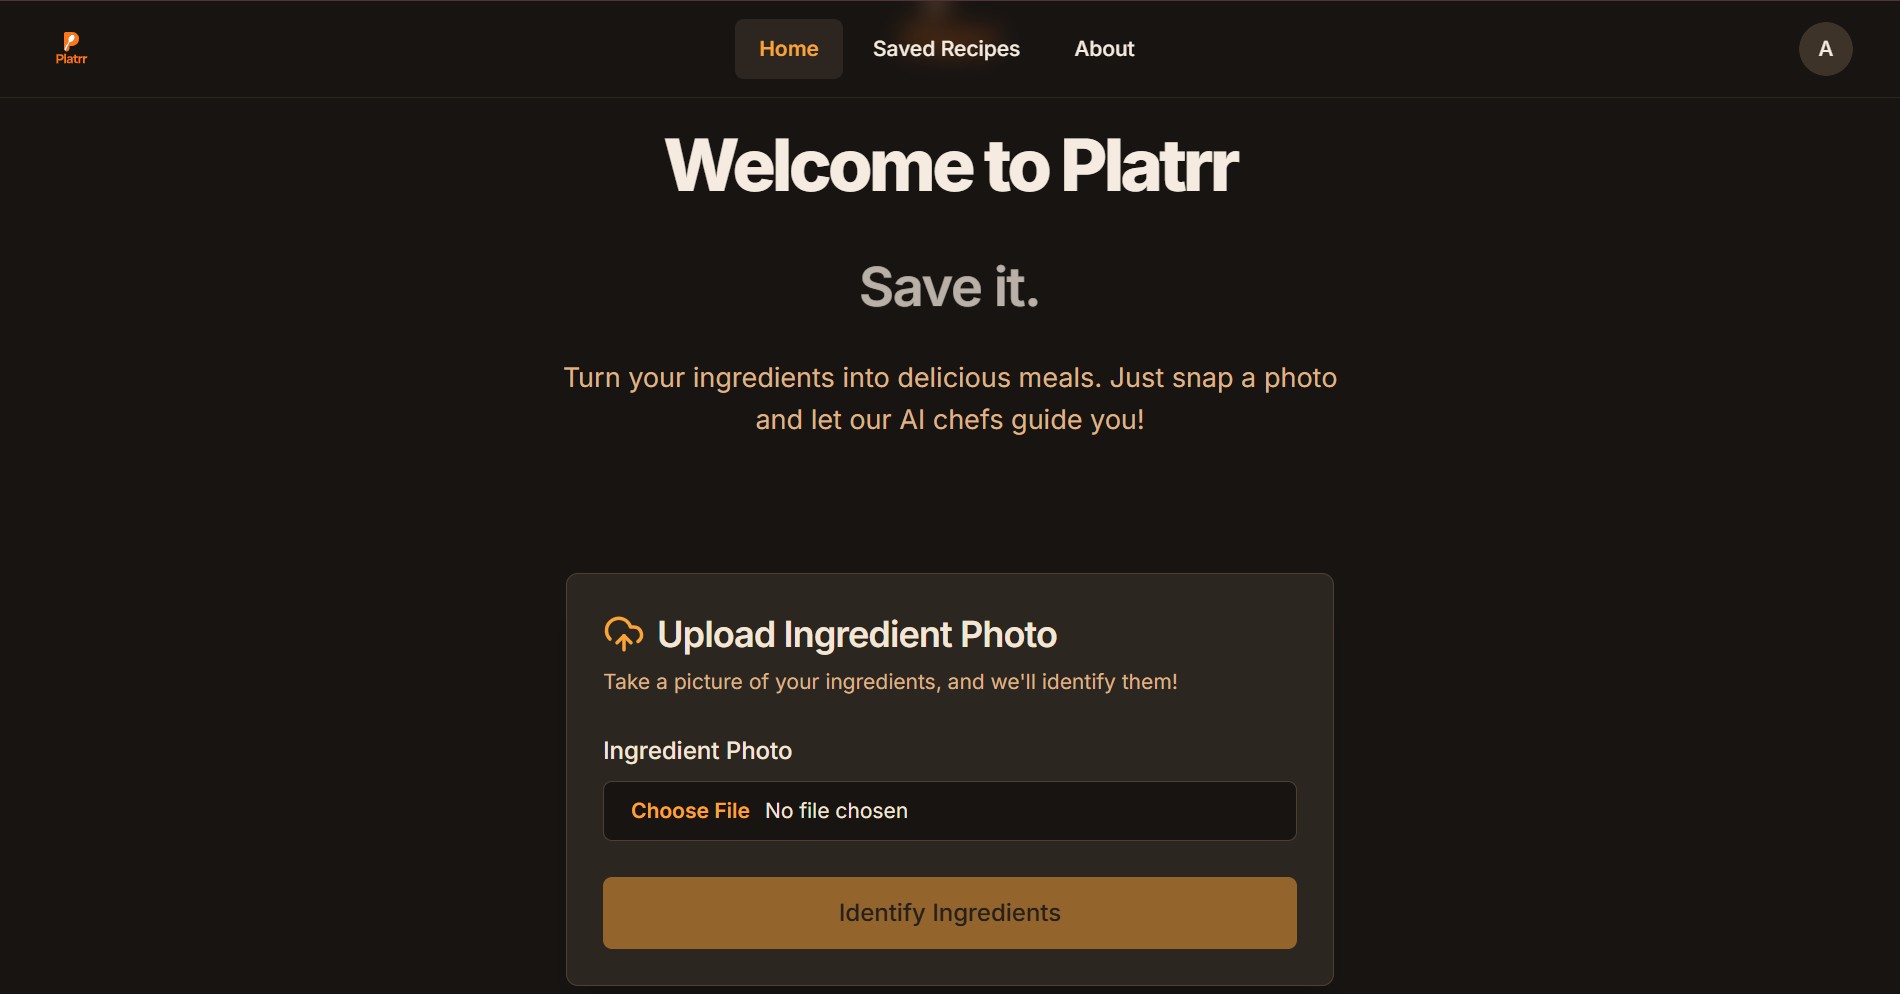 Platrr
Home
Saved Recipes
About
A
Welcome to Platrr
Save it.
Turn your ingredients into delicious meals. Just snap a photo
and let our AI chefs guide you!
Upload Ingredient Photo
Take a picture of your ingredients, and we'll identify them!
Ingredient Photo
Choose File No file chosen
Identify Ingredients